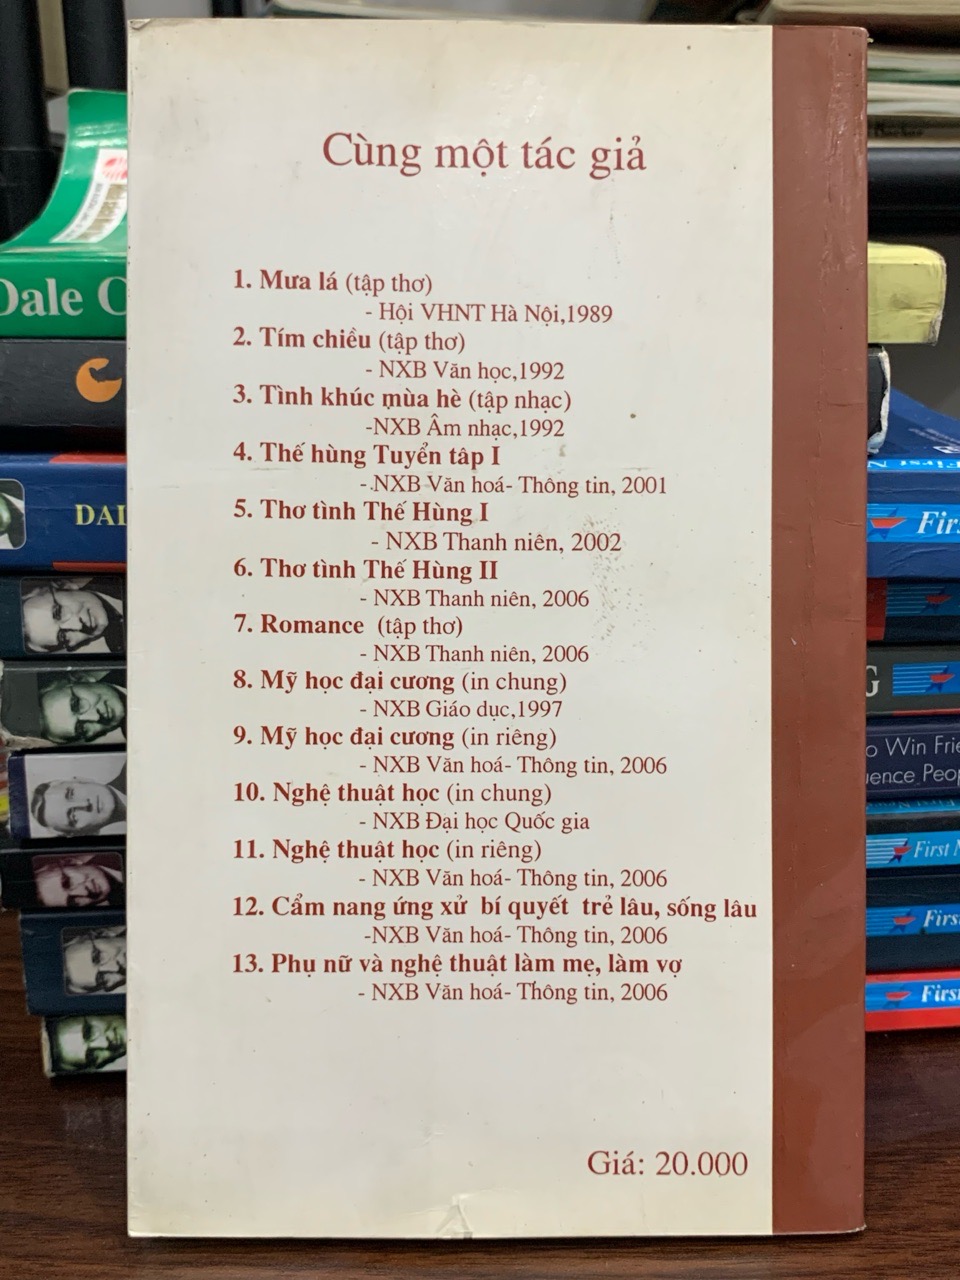 Cùng một tác giả
1. Mưa lá (tập thơ)
- Hội VHNT Hà Nội,1989
2. Tím chiều (tập thơ)
- NXB Văn học,1992
3. Tình khúc mùa hè (tập nhạc)
-NXB Âm nhạc,1992
4. Thế hùng Tuyển tâp I
-.NXB Văn hoá- Thông tin, 2001
5. Thơ tình Thế Hùng I
- NXB Thanh niên, 2002
6. Thơ tình Thế Hùng II
- NXB Thanh niên, 2006
7. Romance (tập thơ)
- NXB Thanh niên, 2006
8. Mỹ học đại cương (in chung)
- NXB Giáo dục,1997
9. Mỹ học đại cương (in riêng)
- NXB Văn hoá- Thông tin, 2006
10. Nghệ thuật học (in chung)
- NXB Đại học Quốc gia
11. Nghệ thuật học (in riêng)
- NXB Văn hoá- Thông tin, 2006
12. Cẩm nang ứng xử bí quyết trẻ lâu, sống lâu
-NXB Văn hoá- Thông tin, 2006
13. Phụ nữ và nghệ thuật làm mẹ, làm vợ
- NXB Văn hoá- Thông tin, 2006
Giá: 20.000
Dale C
DAL
First N
Firs
G
o Win Frie
uence Peop
First N
Firs
Firs